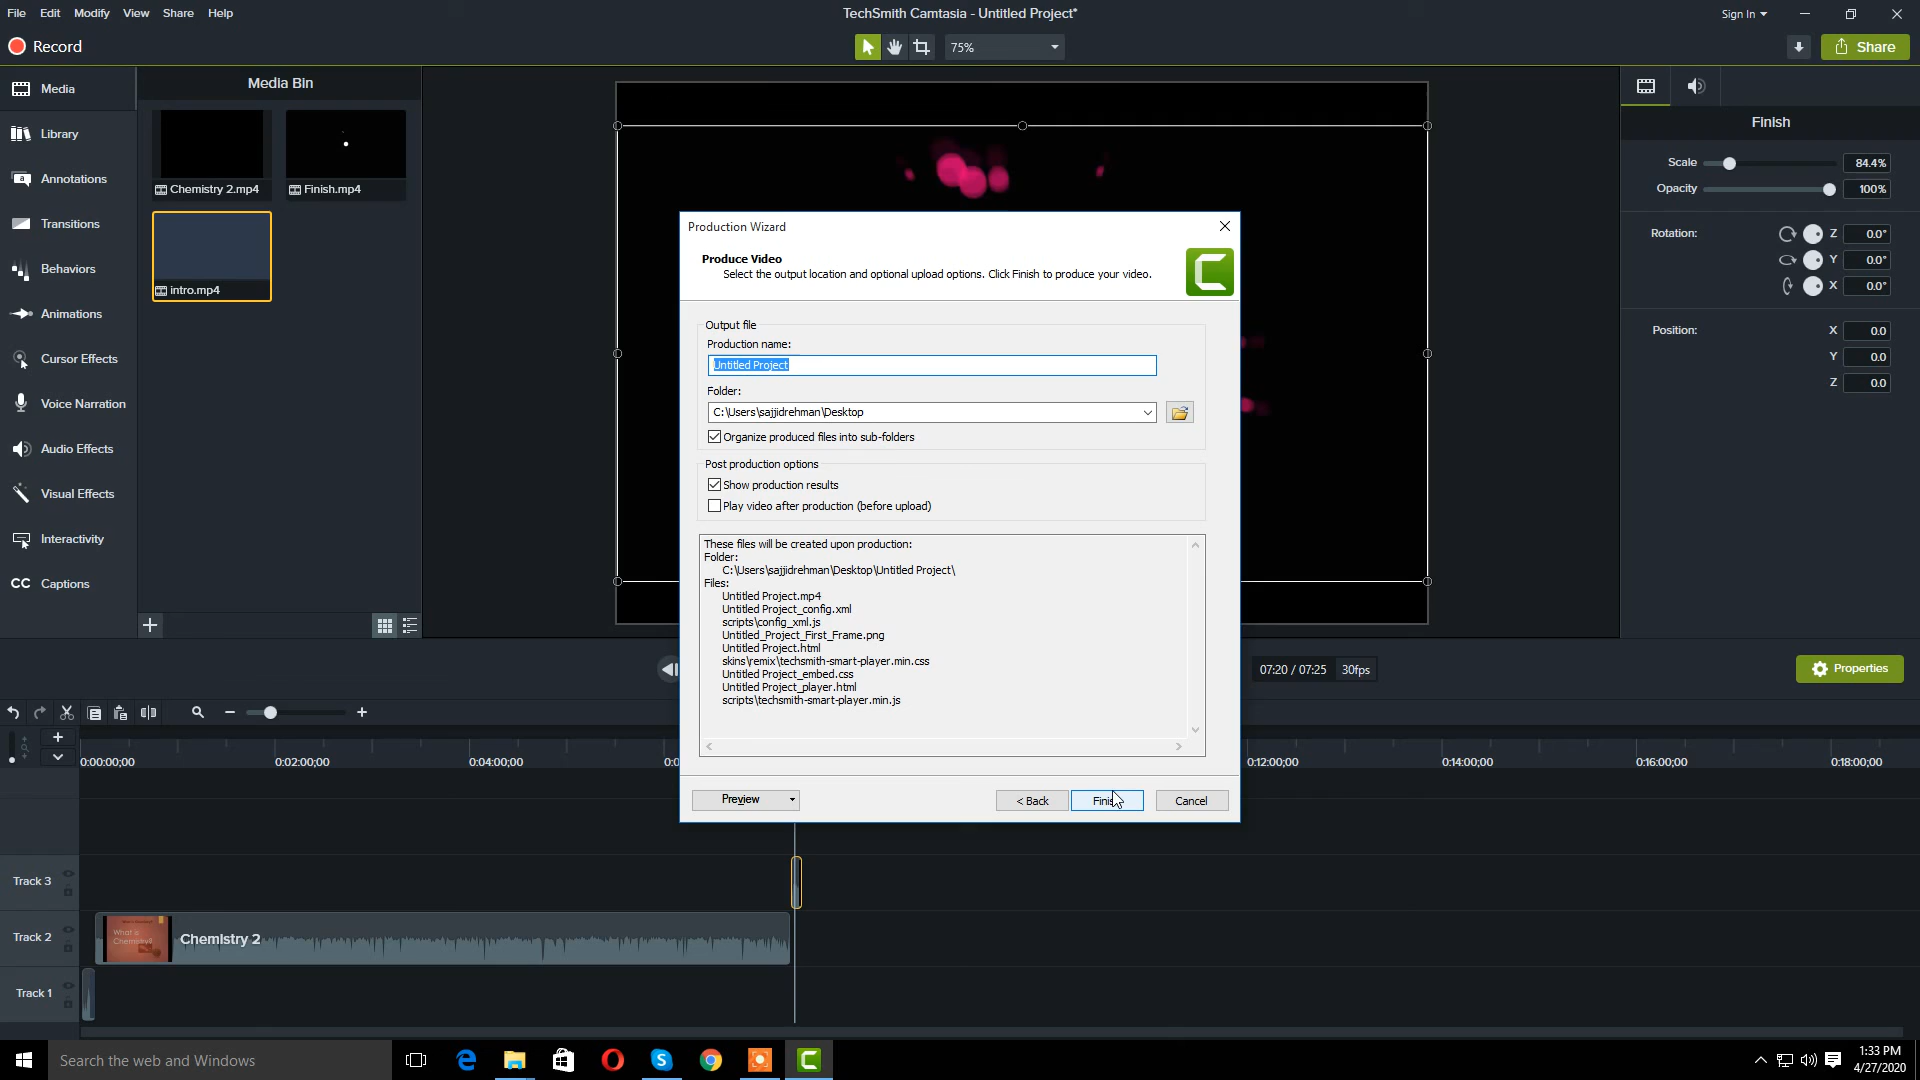 File Edit Modify View Share Help
TechSmith Camtasia - Untitled Project*
Sign In
Record
75%
Share
Media
Library
Annotations
Transitions
Behaviors
Animations
Cursor Effects
Voice Narration
Audio Effects
Visual Effects
Interactivity
CC Captions
Media Bin
Chemistry 2.mp4
Finish.mp4
intro.mp4
Production Wizard
Produce Video
Select the output location and optional upload options. Click Finish to produce your video.
Output file
Production name:
Untitled Project
Folder:
C:\Users\sajjidrehman\Desktop
Organize produced files into sub-folders
Post production options
Show production results
Play video after production (before upload)
These files will be created upon production:
Folder:
C:\Users\sajjidrehman\Desktop\Untitled Project\
Files:
Untitled Project.mp4
Untitled Project_config.xml
scripts\config_xml.js
Untitled_Project_First_Frame.png
Untitled Project.html
skins\remix\techsmith-smart-player.min.css
Untitled Project_embed.css
Untitled Project_player.html
scripts\techsmith-smart-player.min.js
Preview
< Back
Cancel
Finish
Scale 84.4%
Opacity 100%
Rotation: Z 0.0°
Y 0.0°
X 0.0°
Position: X 0.0
Y 0.0
Z 0.0
07:20 / 07:25 30fps
Properties
0:00:00;00 0:02:00;00 0:04:00;00 0:12:00;00 0:14:00;00 0:16:00;00 0:18:00;00
Track 3
Track 2
What is
Chemistry?
Chemistry 2
Track 1
Search the web and Windows
1:33 PM
4/27/2020